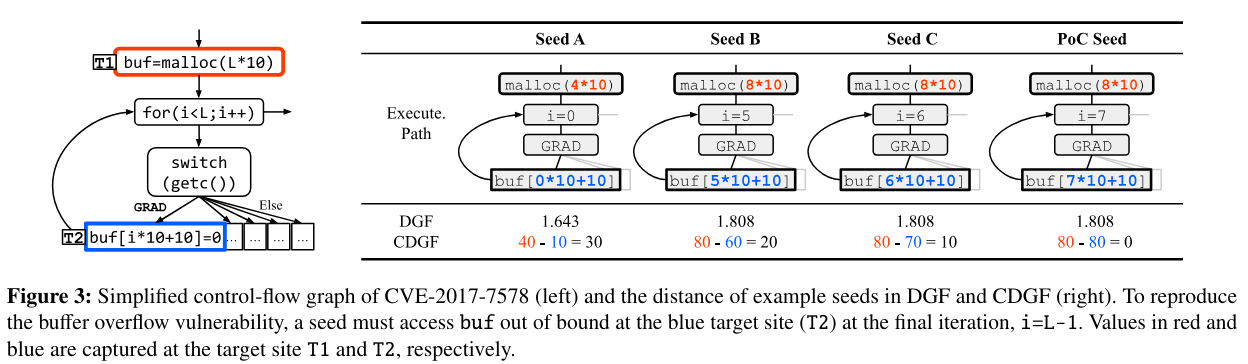 T1 buf=malloc(L*10)
for(i<L;i++)
switch
(getc())
GRAD
Else
T2 buf[i*10+10]=0 ... ... ... ...
Seed A Seed B Seed C PoC Seed
Execute.
Path
malloc(4*10) malloc(8*10) malloc(8*10) malloc(8*10)
i=0 i=5 i=6 i=7
GRAD GRAD GRAD GRAD
buf[0*10+10] buf[5*10+10] buf[6*10+10] buf[7*10+10]
DGF 1.643 1.808 1.808 1.808
CDGF 40 - 10 = 30 80 - 60 = 20 80 - 70 = 10 80 - 80 = 0
Figure 3: Simplified control-flow graph of CVE-2017-7578 (left) and the distance of example seeds in DGF and CDGF (right). To reproduce
the buffer overflow vulnerability, a seed must access buf out of bound at the blue target site (T2) at the final iteration, i=L-1. Values in red and
blue are captured at the target site T1 and T2, respectively.